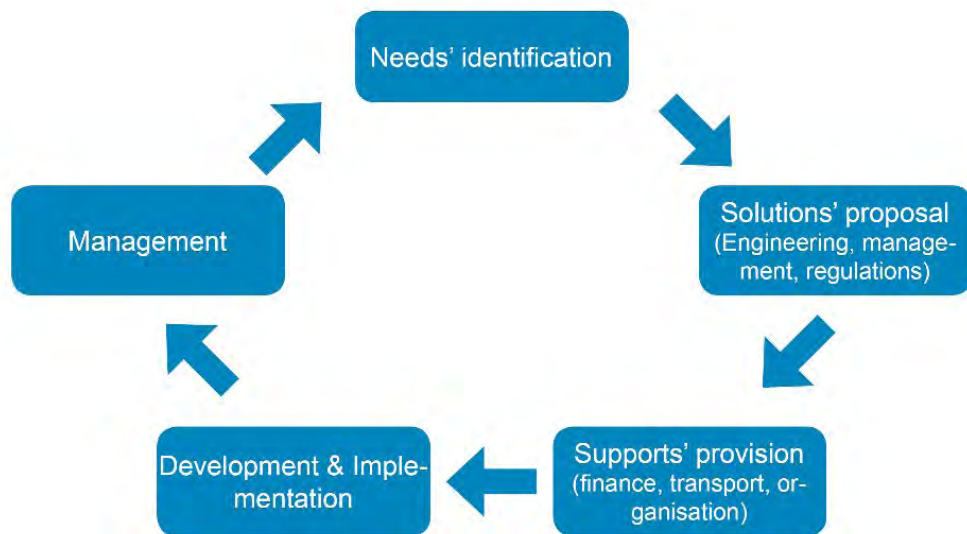 Needs’ identification
Solutions’ proposal
(Engineering, manage-
ment, regulations)
Supports’ provision
(finance, transport, or-
ganisation)
Development & Imple-
mentation
Management